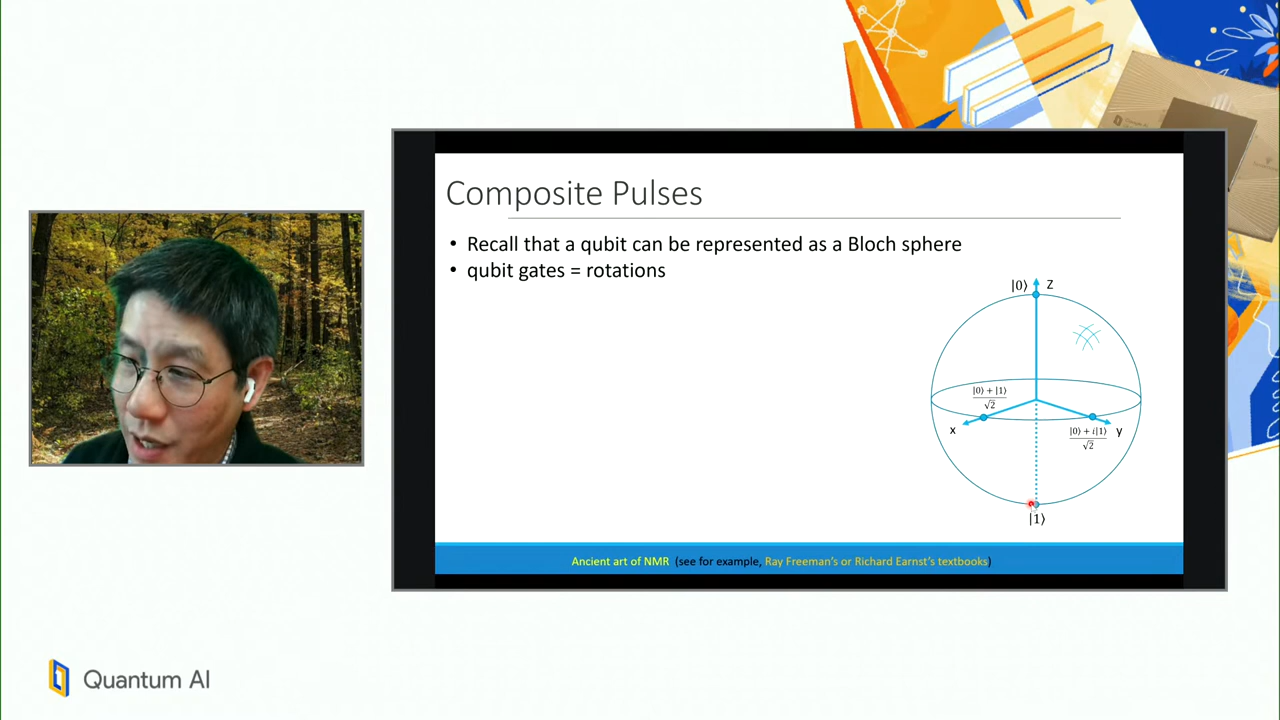 Composite Pulses
• Recall that a qubit can be represented as a Bloch sphere
• qubit gates = rotations
|0⟩ Z
|0⟩ + |1⟩
√2
x
|0⟩ + i|1⟩
√2
y
|1⟩
Ancient art of NMR (see for example, Ray Freeman's or Richard Earnst's textbooks)
Quantum AI